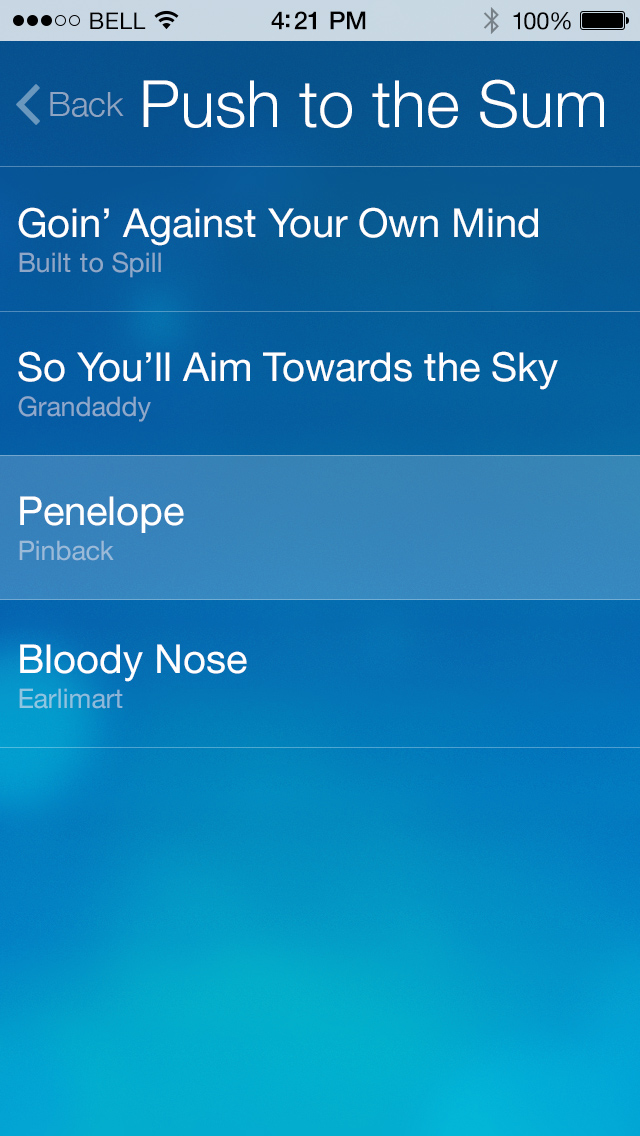 BELL 4:21 PM 100%
Back Push to the Sum
Goin’ Against Your Own Mind
Built to Spill
So You’ll Aim Towards the Sky
Grandaddy
Penelope
Pinback
Bloody Nose
Earlimart